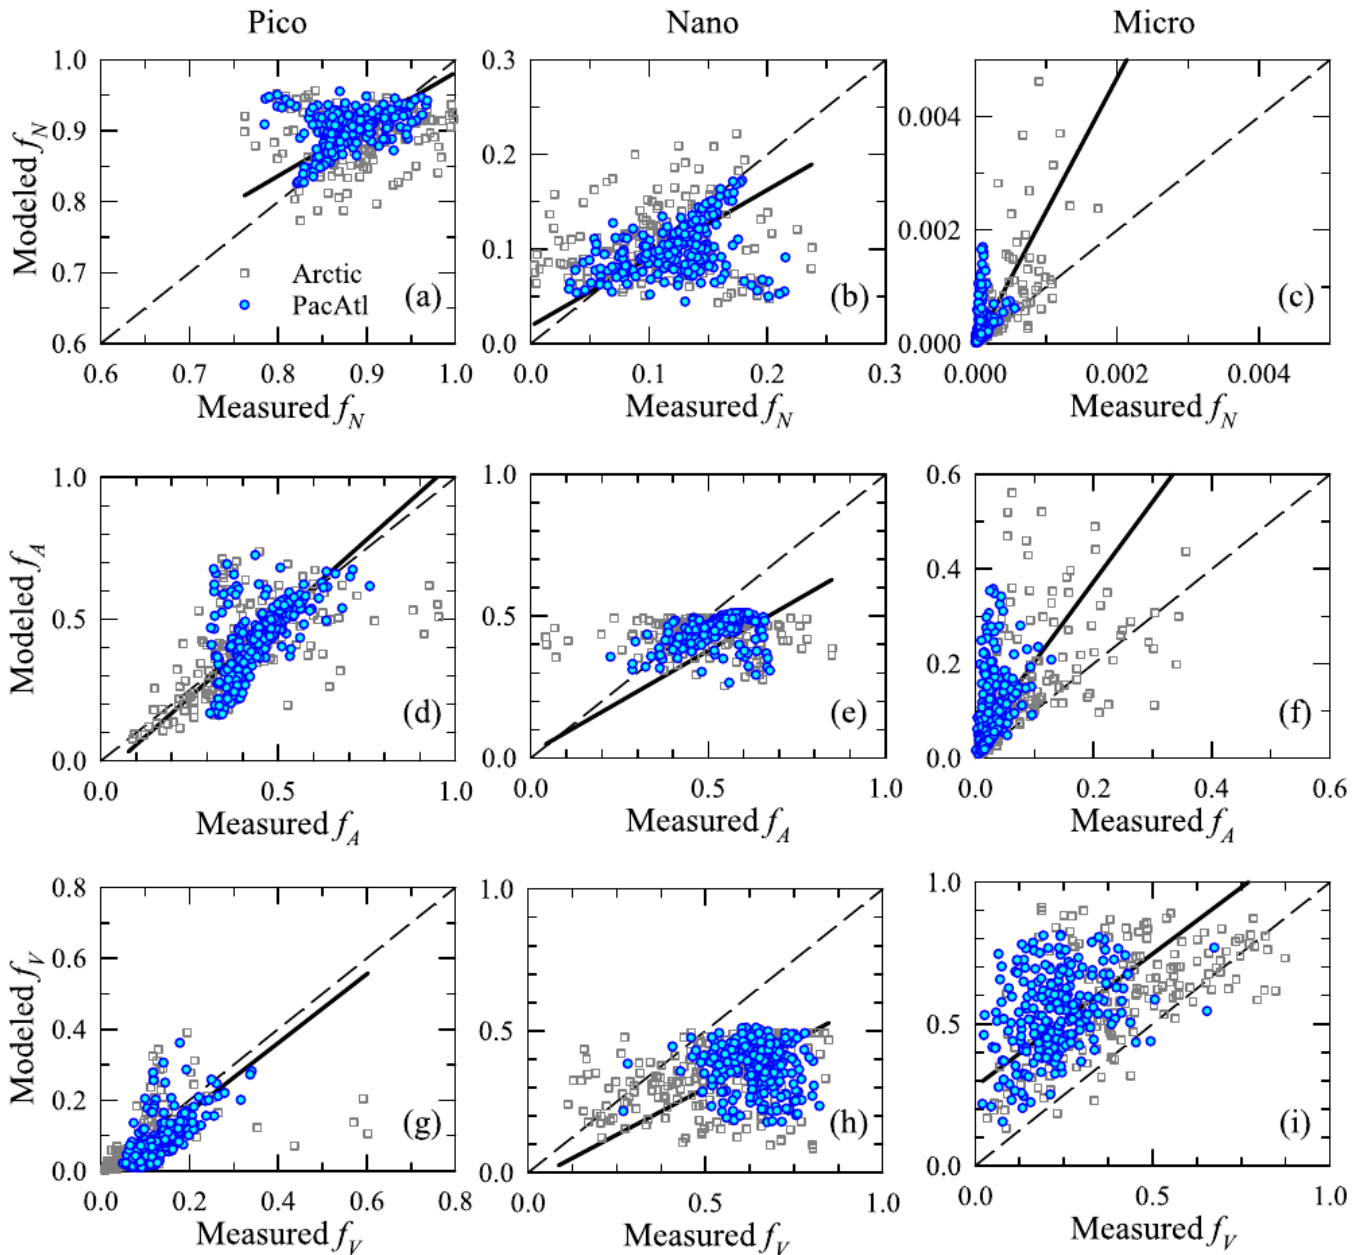 Pico Nano Micro
1.0 0.3
0.9 0.004
0.2
0.8
0.002
0.1
0.7
Arctic
PacAtl
(a) (b) (c)
0.6 0.0 0.000
0.6 0.7 0.8 0.9 1.0 0.0 0.1 0.2 0.3 0.000 0.002 0.004
Modeled f_N
Measured f_N Measured f_N Measured f_N
1.0 1.0 0.6
0.4
0.5 0.5
0.2
(d) (e) (f)
0.0 0.0 0.0
0.0 0.5 1.0 0.0 0.5 1.0 0.0 0.2 0.4 0.6
Modeled f_A
Measured f_A Measured f_A Measured f_A
0.8 1.0 1.0
0.6
0.4 0.5 0.5
0.2
(g) (h) (i)
0.0 0.0 0.0
0.0 0.2 0.4 0.6 0.8 0.0 0.5 1.0 0.0 0.5 1.0
Modeled f_V
Measured f_V Measured f_V Measured f_V